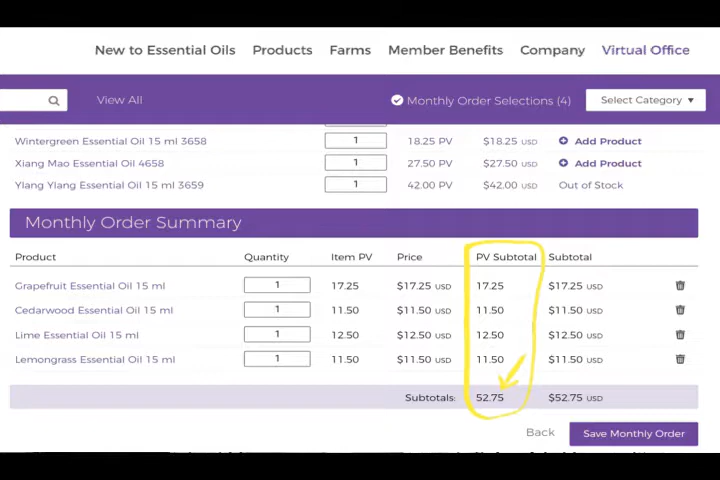 New to Essential Oils Products Farms Member Benefits Company Virtual Office
View All Monthly Order Selections (4) Select Category
Wintergreen Essential Oil 15 ml 3658 1 18.25 PV $18.25 USD Add Product
Xiang Mao Essential Oil 4658 1 27.50 PV $27.50 USD Add Product
Ylang Ylang Essential Oil 15 ml 3659 1 42.00 PV $42.00 USD Out of Stock
Monthly Order Summary
Product Quantity Item PV Price PV Subtotal Subtotal
Grapefruit Essential Oil 15 ml 1 17.25 $17.25 USD 17.25 $17.25 USD
Cedarwood Essential Oil 15 ml 1 11.50 $11.50 USD 11.50 $11.50 USD
Lime Essential Oil 15 ml 1 12.50 $12.50 USD 12.50 $12.50 USD
Lemongrass Essential Oil 15 ml 1 11.50 $11.50 USD 11.50 $11.50 USD
Subtotals: 52.75 $52.75 USD
Back Save Monthly Order